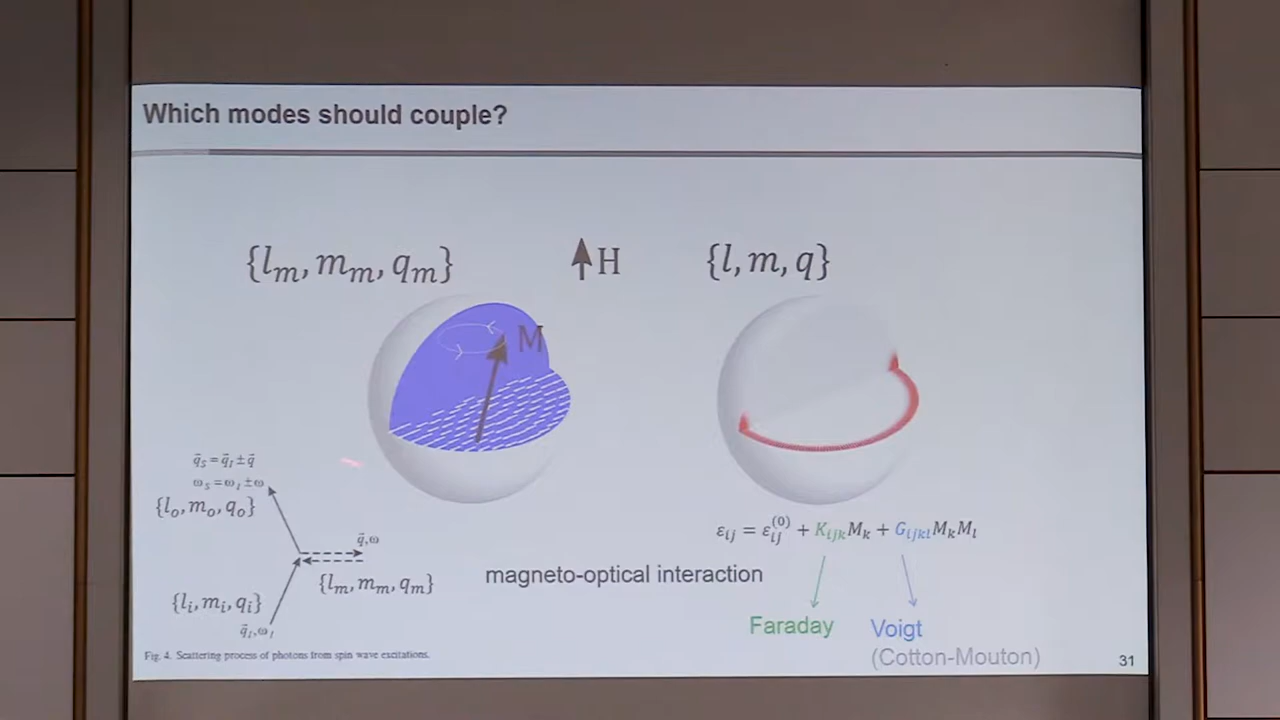 Which modes should couple?
{l_m, m_m, q_m}
H
{l, m, q}
M
q̄_S = q̄_I ± q̄
ω_S = ω_I ± ω
{l_o, m_o, q_o}
q̄,ω
{l_m, m_m, q_m}
{l_i, m_i, q_i}
q̄_I,ω_I
ε_ij = ε_ij^(0) + K_ijk M_k + G_ijkl M_k M_l
magneto-optical interaction
Faraday
Voigt
(Cotton-Mouton)
Fig. 4. Scattering process of photons from spin wave excitations.
31